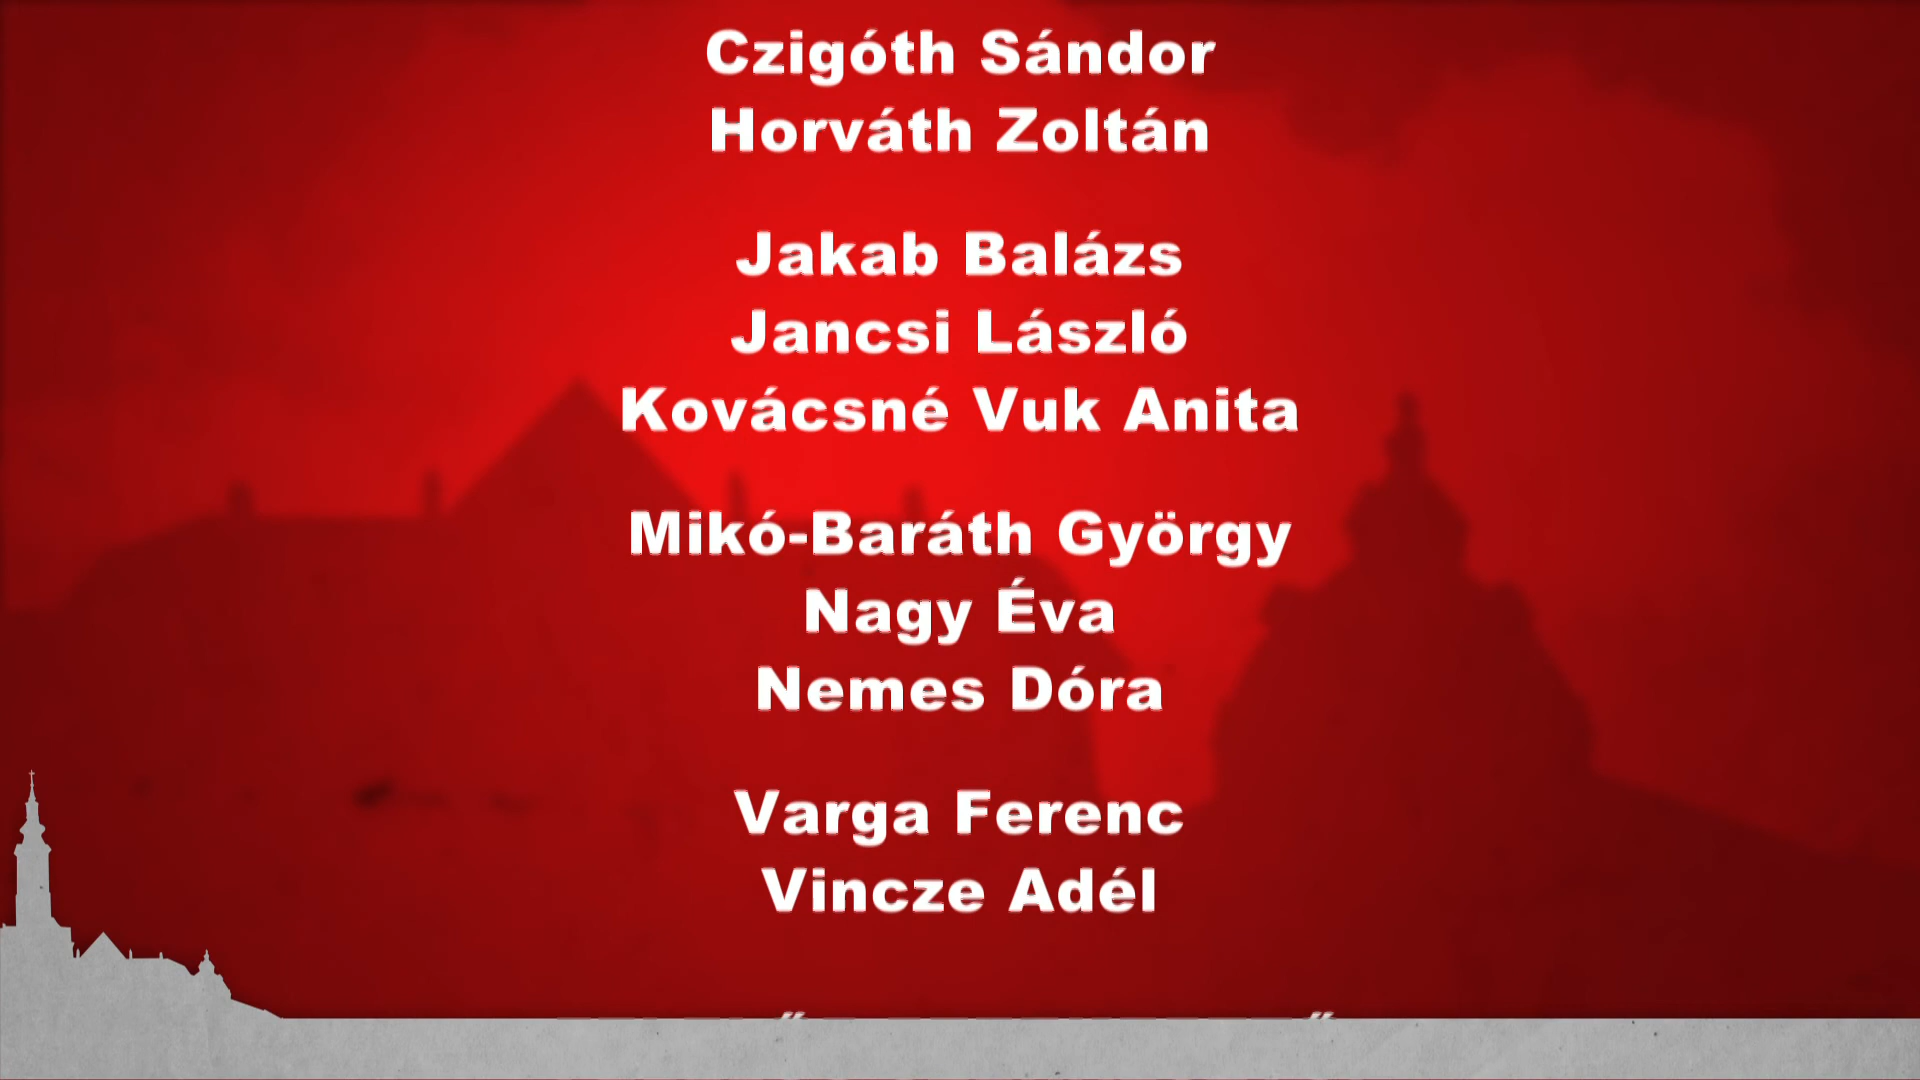 Czigóth Sándor
Horváth Zoltán
Jakab Balázs
Jancsi László
Kovácsné Vuk Anita
Mikó-Baráth György
Nagy Éva
Nemes Dóra
Varga Ferenc
Vincze Adél